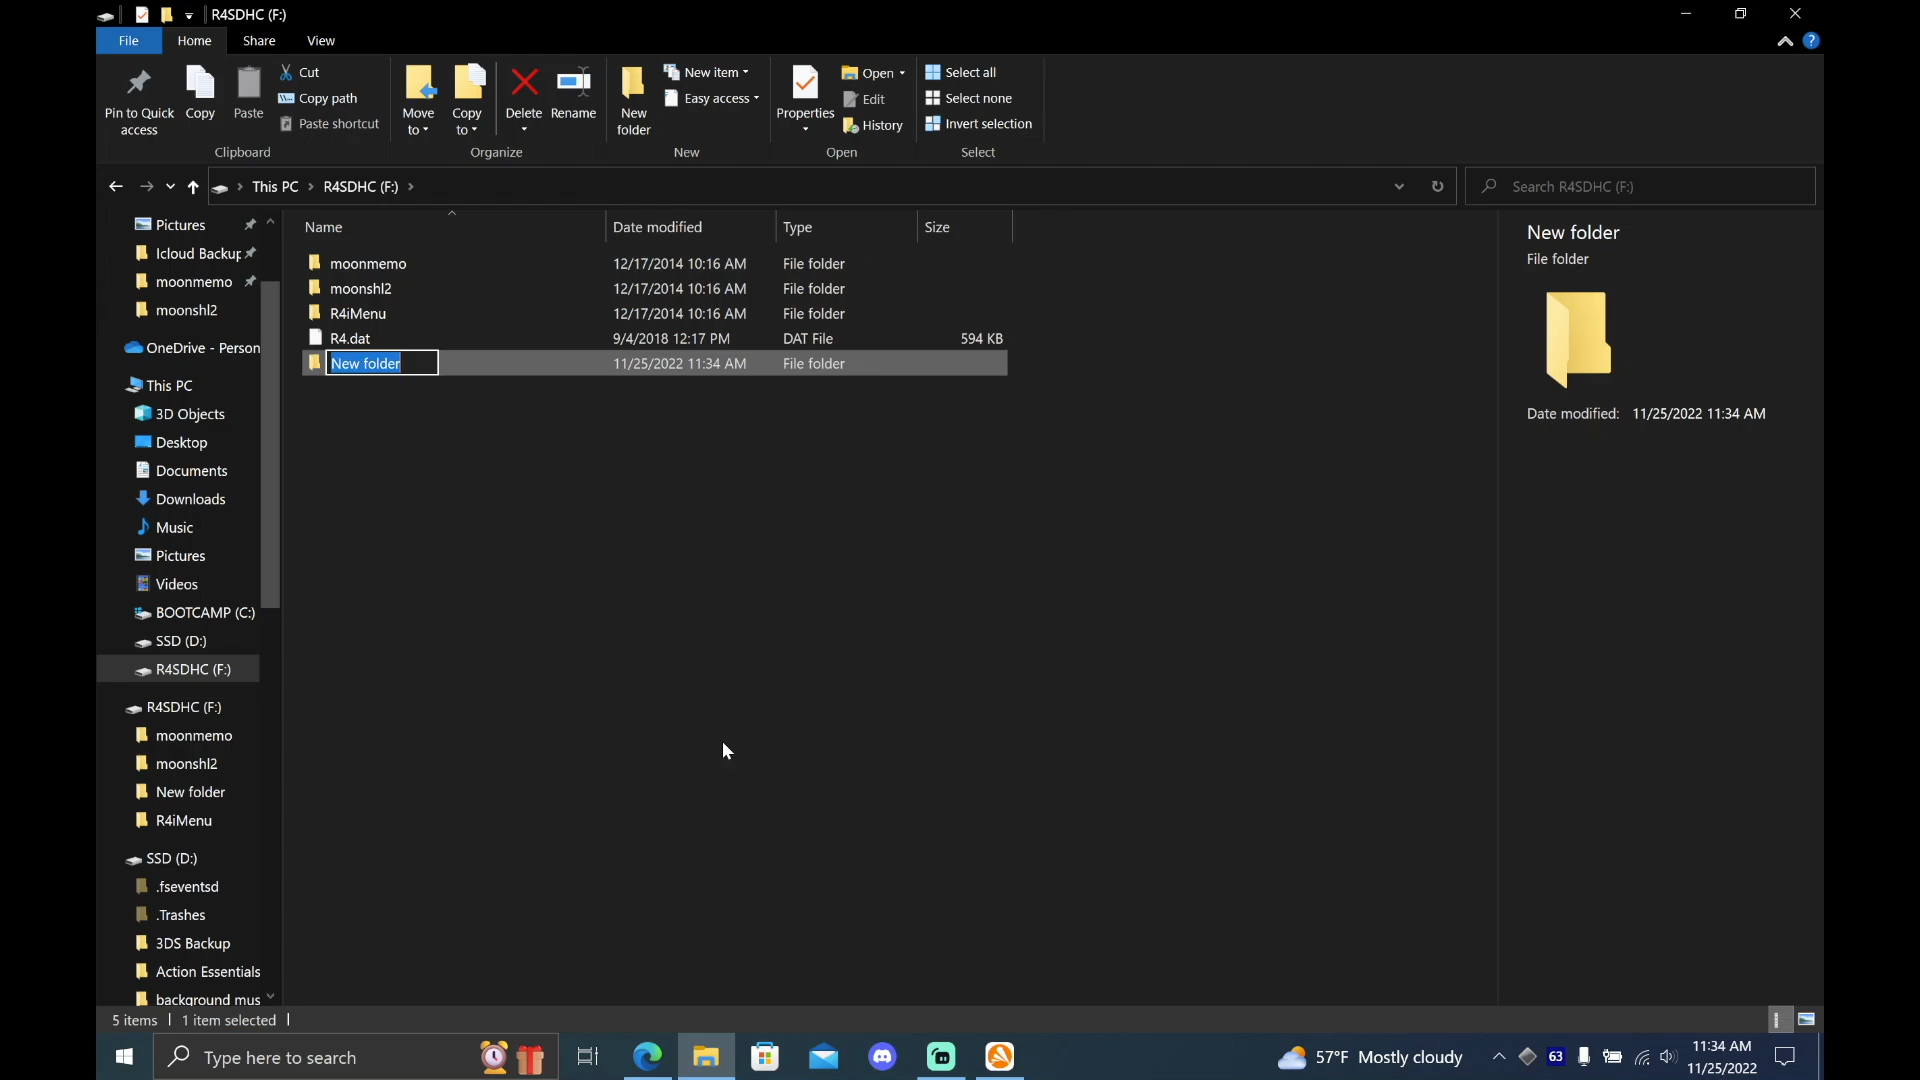 R4SDHC (F:)
File Home Share View
Pin to Quick access
Copy
Paste
Cut
Copy path
Paste shortcut
Clipboard
Move to
Copy to
Delete
Rename
Organize
New folder
New item
Easy access
New
Properties
Open
Edit
History
Open
Select all
Select none
Invert selection
Select
This PC R4SDHC (F:)
Search R4SDHC (F:)
Pictures
Icloud Backup
moonmemo
moonshl2
OneDrive - Person
This PC
3D Objects
Desktop
Documents
Downloads
Music
Pictures
Videos
BOOTCAMP (C:)
SSD (D:)
R4SDHC (F:)
R4SDHC (F:)
moonmemo
moonshl2
New folder
R4iMenu
SSD (D:)
.fseventsd
.Trashes
3DS Backup
Action Essentials
background mus
Name Date modified Type Size
moonmemo 12/17/2014 10:16 AM File folder
moonshl2 12/17/2014 10:16 AM File folder
R4iMenu 12/17/2014 10:16 AM File folder
R4.dat 9/4/2018 12:17 PM DAT File 594 KB
New folder 11/25/2022 11:34 AM File folder
New folder
File folder
Date modified: 11/25/2022 11:34 AM
5 items 1 item selected
Type here to search
57°F Mostly cloudy
63
11:34 AM
11/25/2022